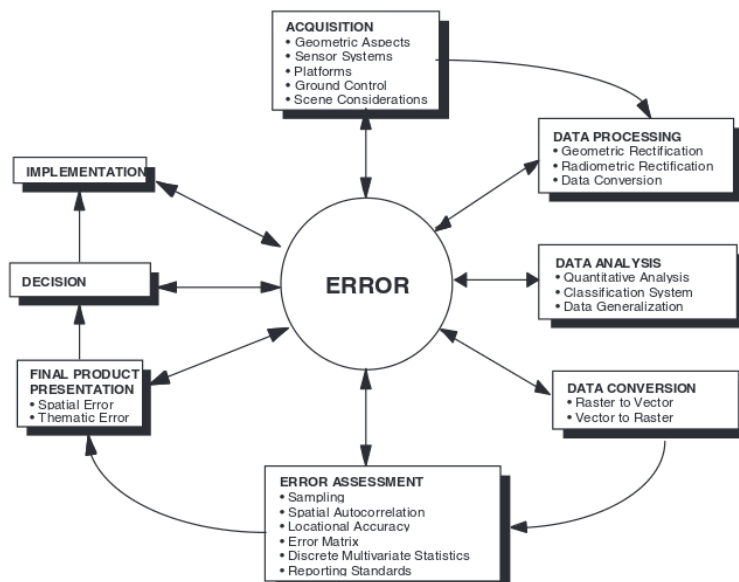 ACQUISITION
• Geometric Aspects
• Sensor Systems
• Platforms
• Ground Control
• Scene Considerations
DATA PROCESSING
• Geometric Rectification
• Radiometric Rectification
• Data Conversion
IMPLEMENTATION
ERROR
DATA ANALYSIS
• Quantitative Analysis
• Classification System
• Data Generalization
DECISION
FINAL PRODUCT
PRESENTATION
• Spatial Error
• Thematic Error
DATA CONVERSION
• Raster to Vector
• Vector to Raster
ERROR ASSESSMENT
• Sampling
• Spatial Autocorrelation
• Locational Accuracy
• Error Matrix
• Discrete Multivariate Statistics
• Reporting Standards